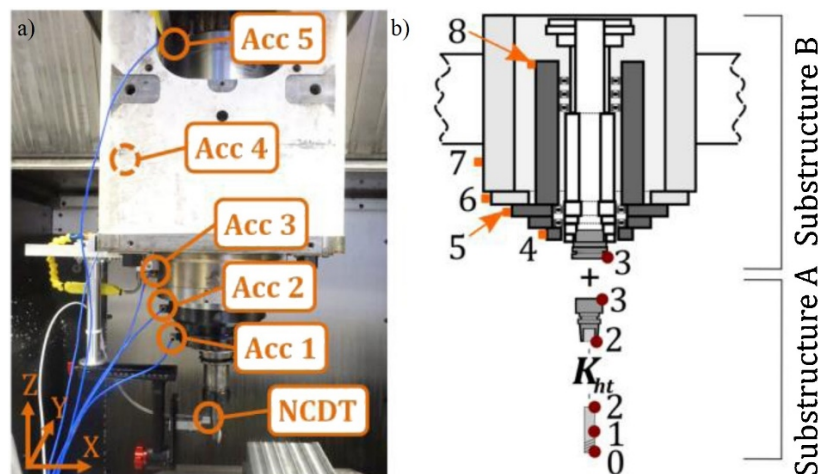 a)
Acc 5
Acc 4
Acc 3
Acc 2
Acc 1
NCDT
Z
Y
X
b)
8
7
6
5
4
3
+
3
2
K_ht
2
1
0
Substructure B
Substructure A